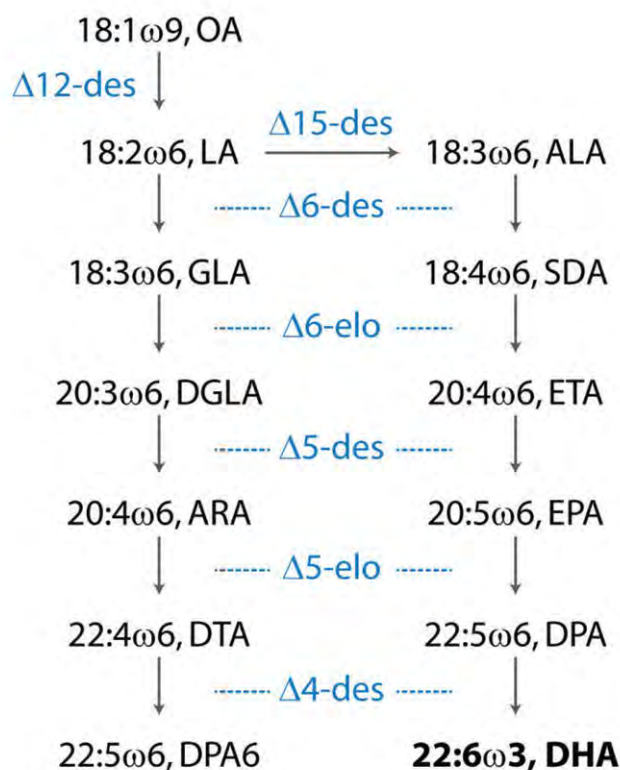 18:1ω9, OA
Δ12-des
Δ15-des
18:2ω6, LA
18:3ω6, ALA
Δ6-des
18:3ω6, GLA
18:4ω6, SDA
Δ6-elo
20:3ω6, DGLA
20:4ω6, ETA
Δ5-des
20:4ω6, ARA
20:5ω6, EPA
Δ5-elo
22:4ω6, DTA
22:5ω6, DPA
Δ4-des
22:5ω6, DPA6
22:6ω3, DHA